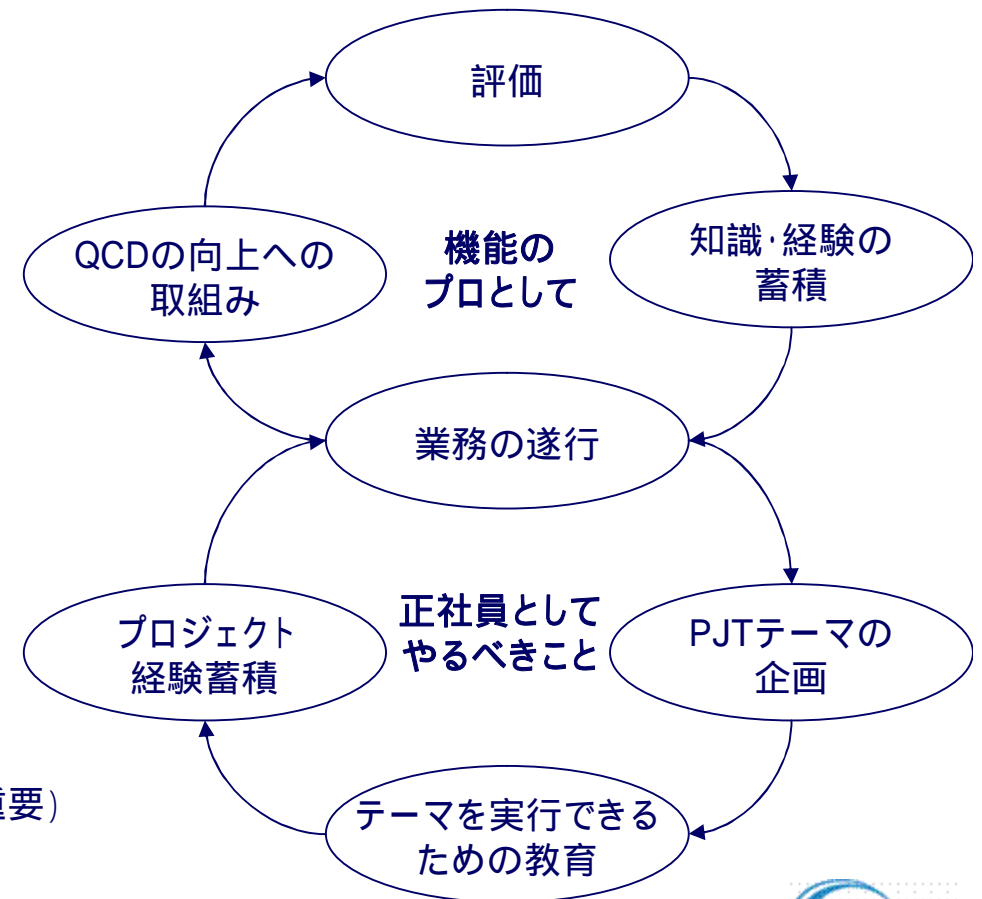 評価
QCDの向上への
取組み
機能の
プロとして
知識・経験の
蓄積
業務の遂行
プロジェクト
経験蓄積
正社員として
やるべきこと
PJTテーマの
企画
要)
テーマを実行できる
ための教育